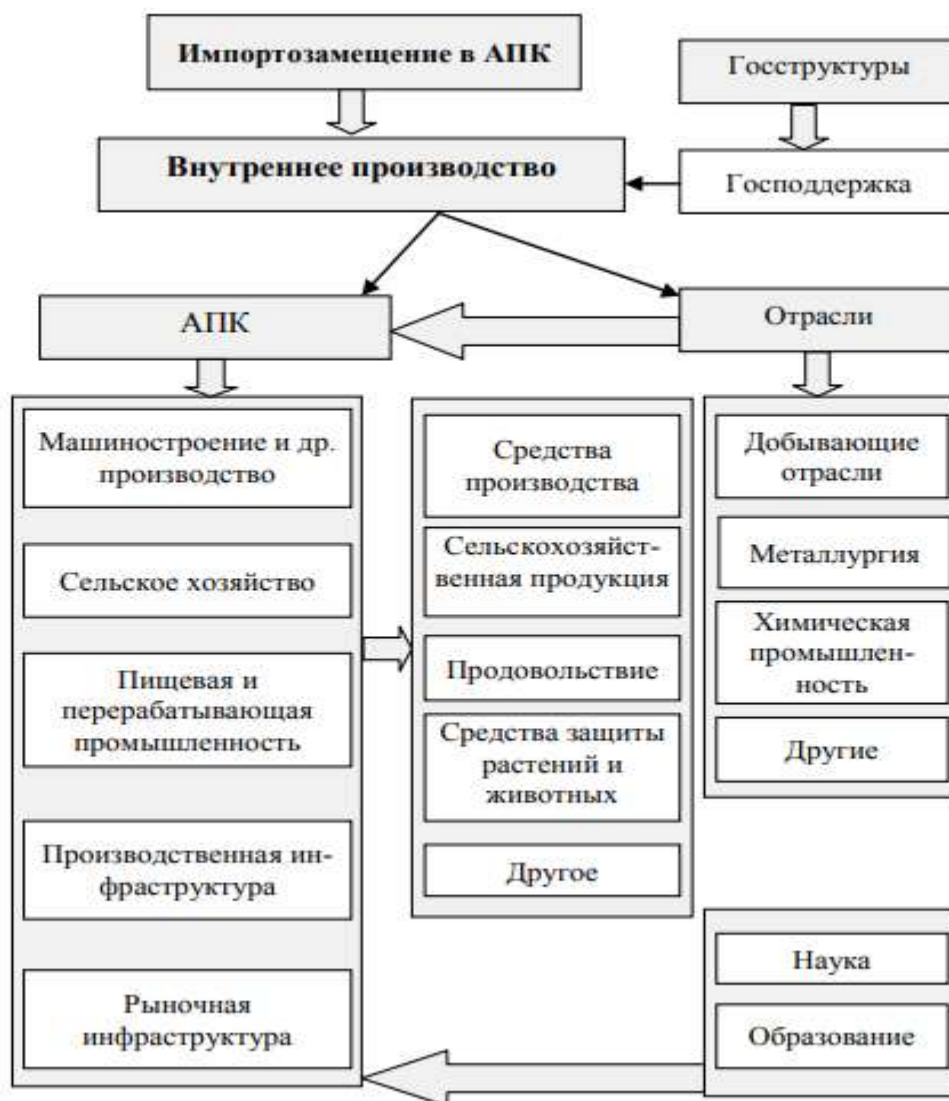 Импортозамещение в АПК
Госструктуры
Внутреннее производство
Господдержка
АПК
Отрасли
Машиностроение и др.
производство
Сельское хозяйство
Пищевая и
перерабатывающая
промышленность
Производственная ин-
фраструктура
Рыночная
инфраструктура
Средства
производства
Сельскохозяйст-
венная продукция
Продовольствие
Средства защиты
растений и
животных
Другое
Добывающие
отрасли
Металлургия
Химическая
промышлен-
ность
Другие
Наука
Образование